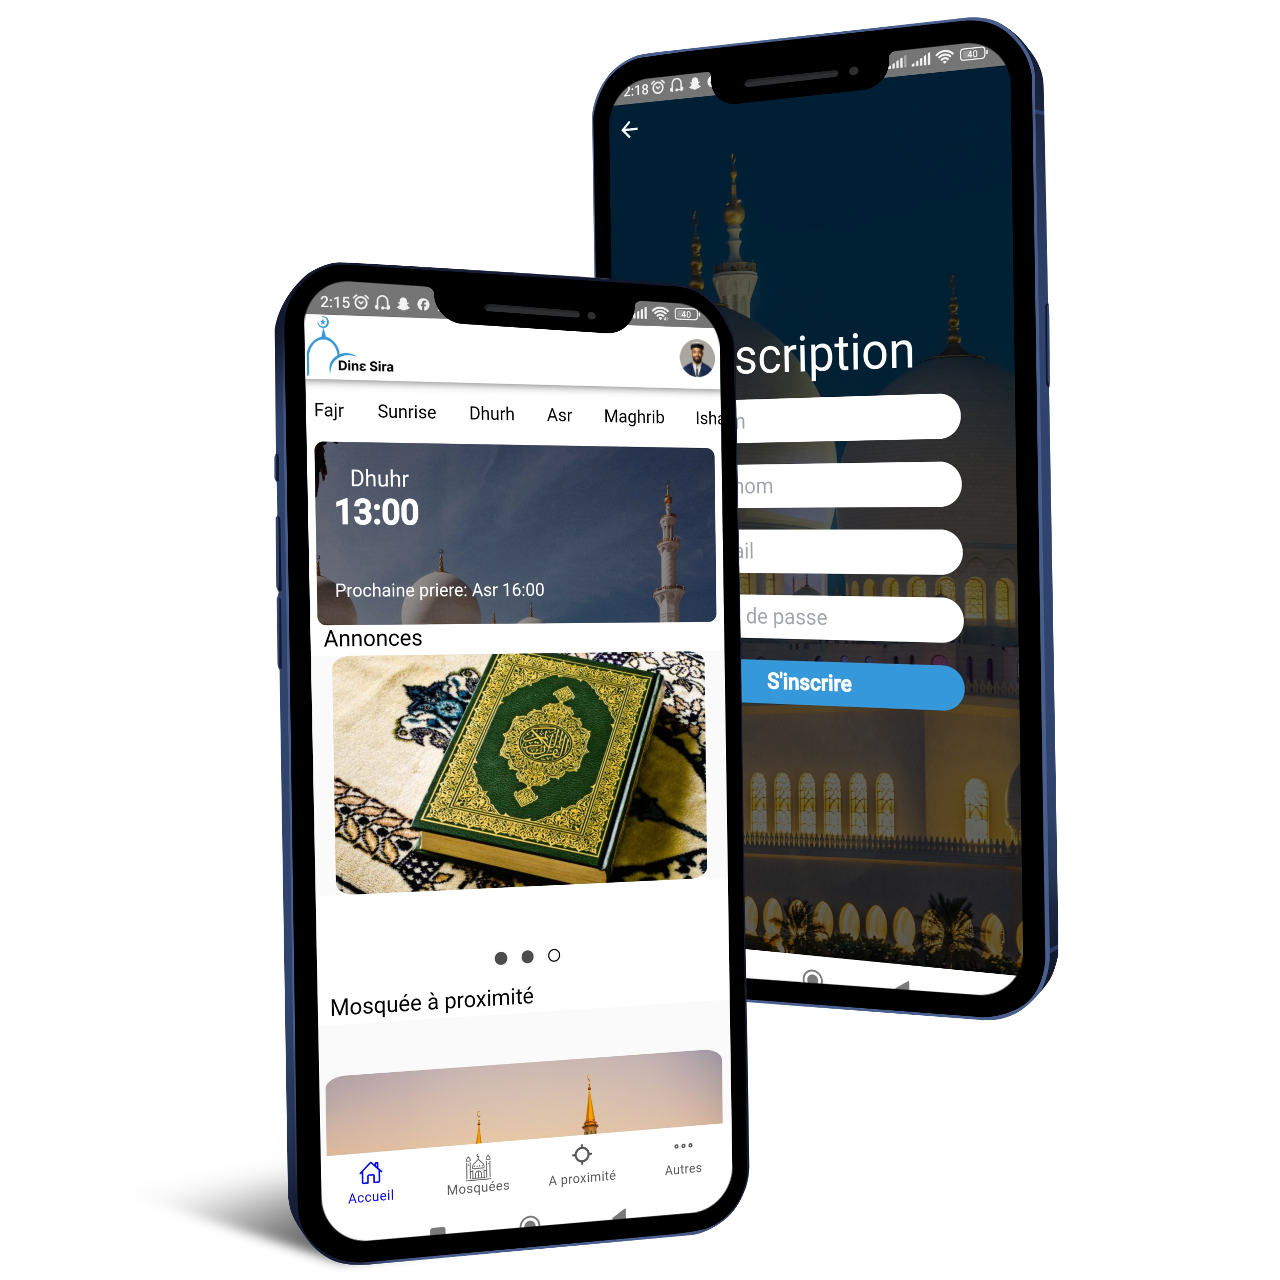 2:15
40
Dinε Sira
Fajr Sunrise Dhurh Asr Maghrib Isha
Dhuhr
13:00
Prochaine priere: Asr 16:00
Annonces
Mosquée à proximité
Accueil Mosquées A proximité Autres
2:18
40
scription
n
nom
ail
de passe
S'inscrire